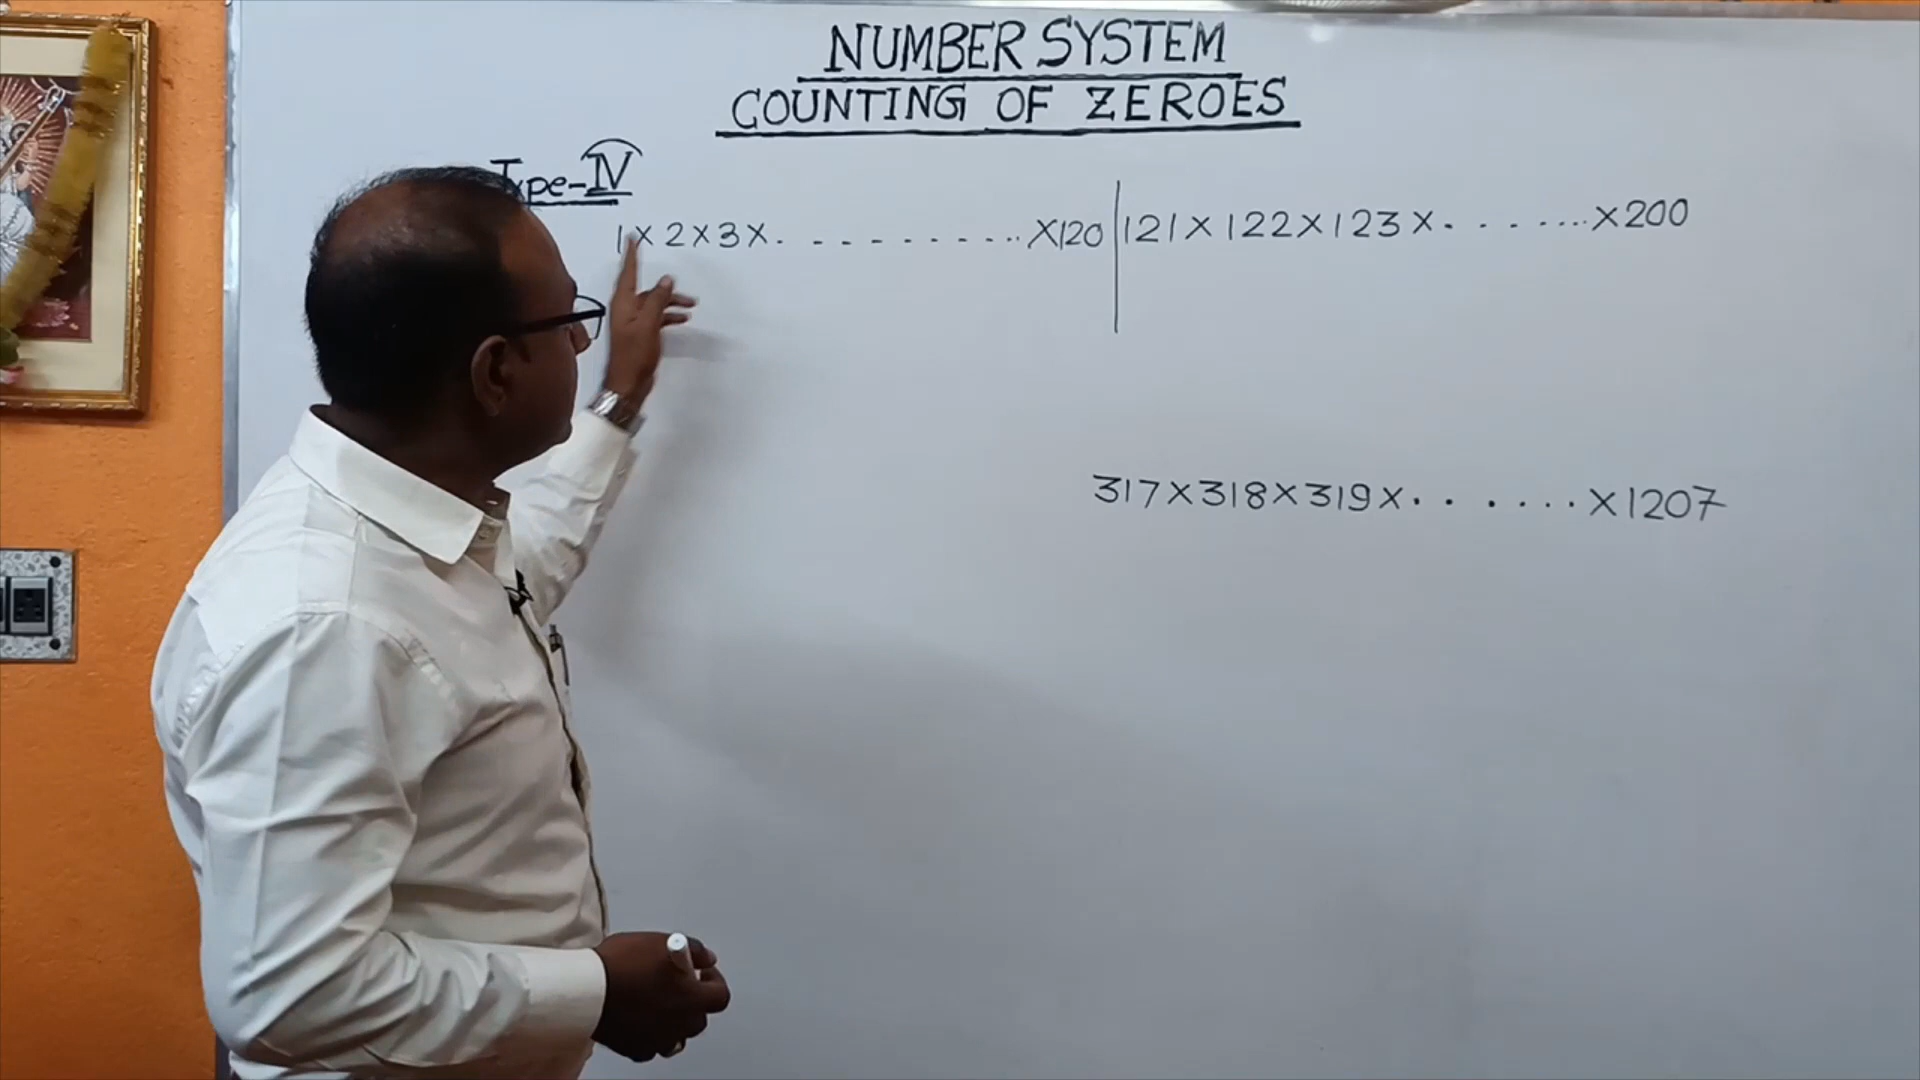 NUMBER SYSTEM
COUNTING OF ZEROES
Type-IV
1×2×3×. . . . . . . . . ×120 | 121×122×123×. . . . . . ×200
317×318×319×. . . . . . . ×1207